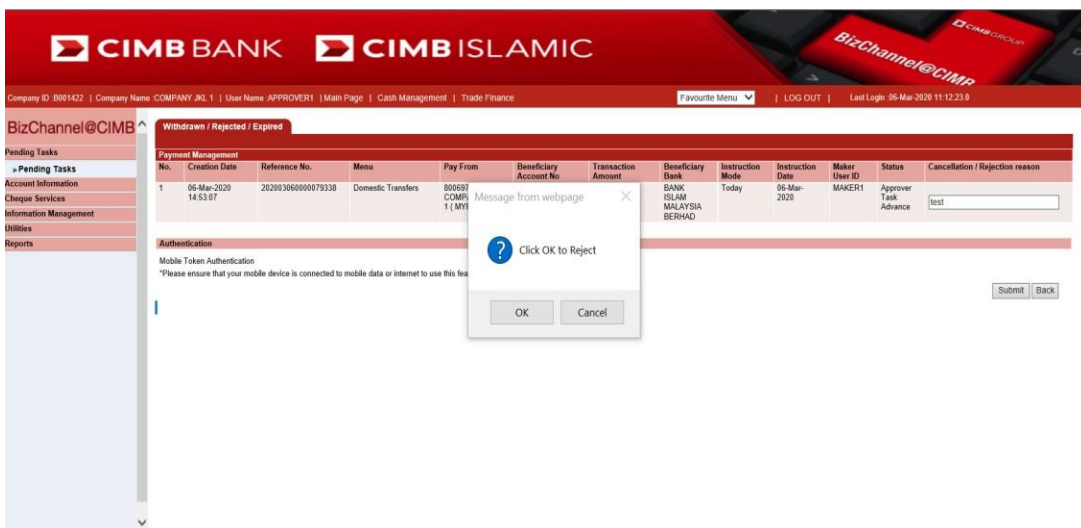 CIMB BANK CIMB ISLAMIC
CIMB GROUP
BizChannel@CIMB
Company ID :B001422 | Company Name :COMPANY JKL 1 | User Name :APPROVER1 | Main Page | Cash Management | Trade Finance Favourite Menu | LOG OUT | Last Login :06-Mar-2020 11:12:23.0
BizChannel@CIMB
Pending Tasks
Pending Tasks
Account Information
Cheque Services
Information Management
Utilities
Reports
Withdrawn / Rejected / Expired
Payment Management
No. Creation Date Reference No. Menu Pay From Beneficiary Transaction Beneficiary Instruction Instruction Maker Status Cancellation / Rejection reason
Account No Amount Bank Mode Date User ID
1 06-Mar-2020 202003060000079338 Domestic Transfers 800697 BANK Today 06-Mar- MAKER1 Approver
14:53:07 COMP ISLAM 2020 Task test
1 ( MY MALAYSIA Advance
BERHAD
Message from webpage
Click OK to Reject
OK Cancel
Authentication
Mobile Token Authentication
*Please ensure that your mobile device is connected to mobile data or internet to use this fea
Submit Back